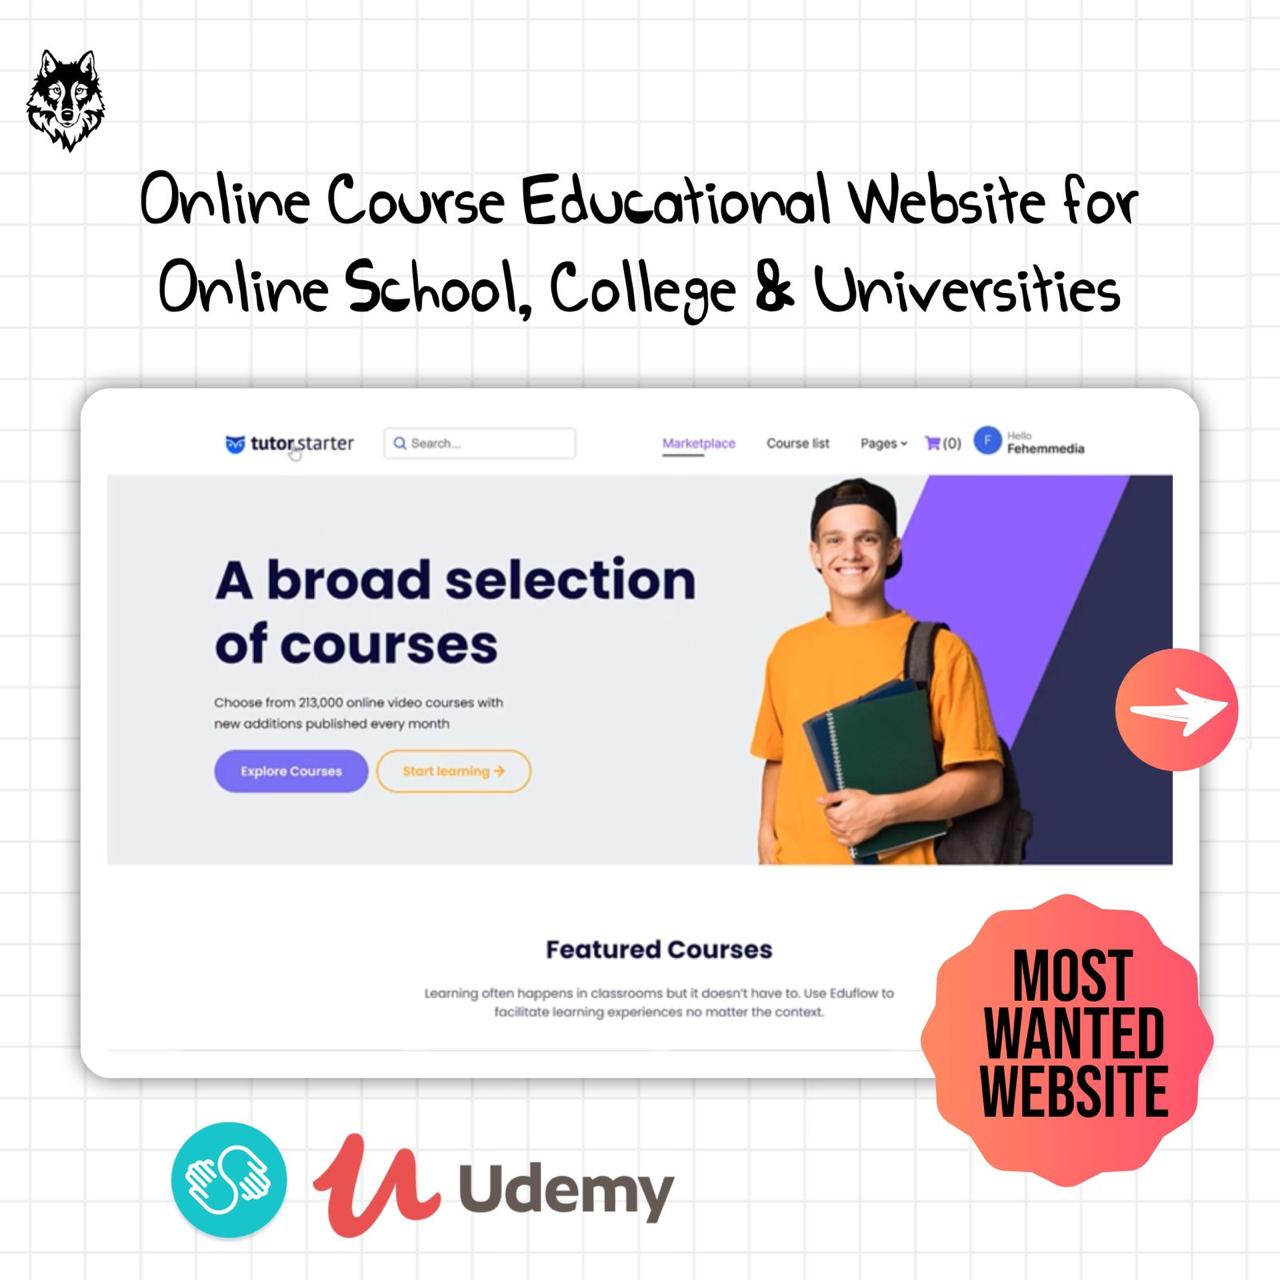 Online Course Educational Website for
Online School, College & Universities
tutor starter
Search...
Marketplace
Course list
Pages
(0)
F
Hello
Fehemmedia
A broad selection
of courses
Choose from 213,000 online video courses with
new additions published every month
Explore Courses
Start learning →
Featured Courses
Learning often happens in classrooms but it doesn't have to. Use Eduflow to
facilitate learning experiences no matter the context.
MOST
WANTED
WEBSITE
Udemy